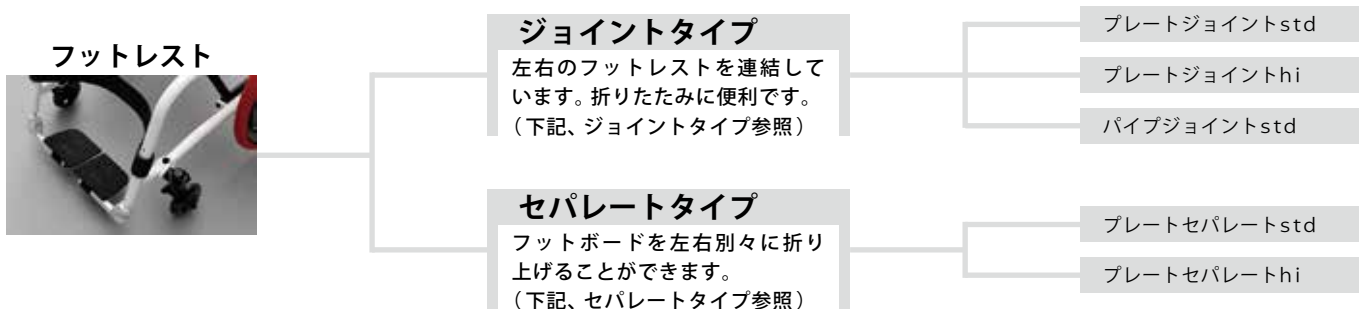 フットレスト
ジョイントタイプ
左右のフットレストを連結して
います。折りたたみに便利です。
（下記、ジョイントタイプ参照）
プレートジョイントstd
プレートジョイントhi
パイプジョイントstd
セパレートタイプ
フットボードを左右別々に折り
上げることができます。
（下記、セパレートタイプ参照）
プレートセパレートstd
プレートセパレートhi